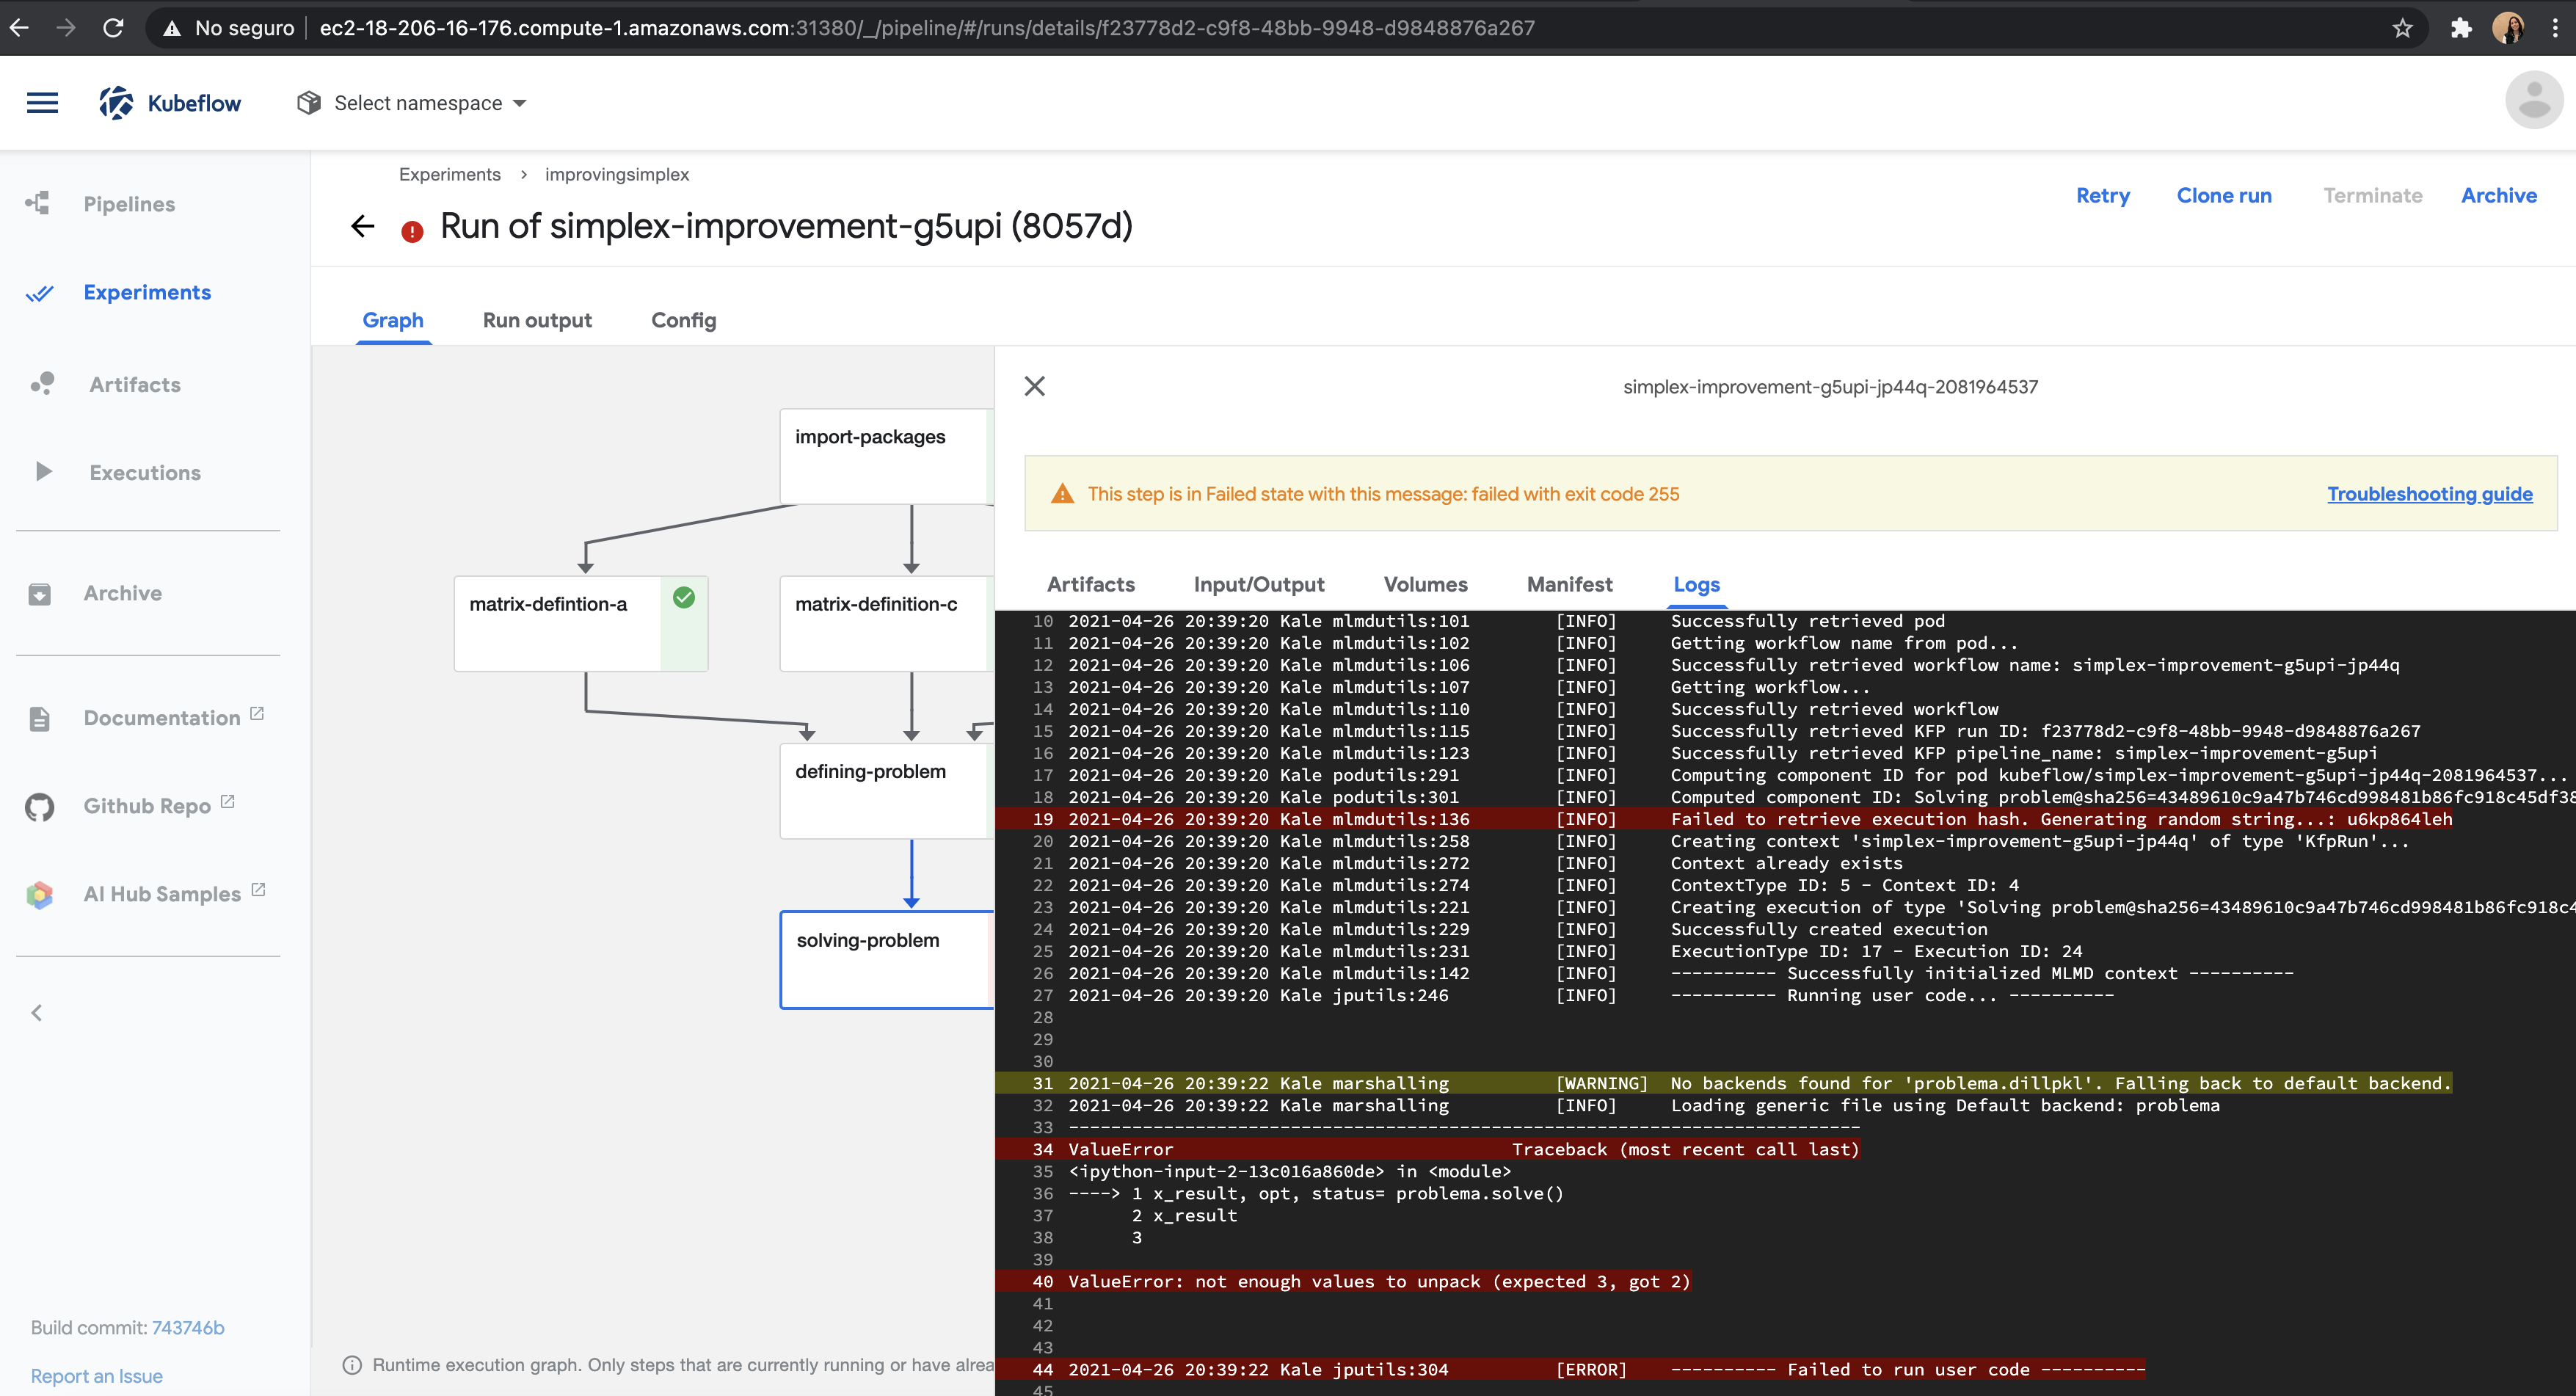 No seguro ec2-18-206-16-176.compute-1.amazonaws.com:31380/_/pipeline/#/runs/details/f23778d2-c9f8-48bb-9948-d9848876a267
Kubeflow
Select namespace
Pipelines
Experiments
Artifacts
Executions
Archive
Documentation
Github Repo
AI Hub Samples
Build commit: 743746b
Report an Issue
Experiments > improvingsimplex
Run of simplex-improvement-g5upi (8057d)
Retry Clone run Terminate Archive
Graph Run output Config
import-packages
matrix-defintion-a
matrix-definition-c
defining-problem
solving-problem
Runtime execution graph. Only steps that are currently running or have alrea
simplex-improvement-g5upi-jp44q-2081964537
This step is in Failed state with this message: failed with exit code 255
Troubleshooting guide
Artifacts Input/Output Volumes Manifest Logs
10 2021-04-26 20:39:20 Kale mlmdutils:101 [INFO] Successfully retrieved pod
11 2021-04-26 20:39:20 Kale mlmdutils:102 [INFO] Getting workflow name from pod...
12 2021-04-26 20:39:20 Kale mlmdutils:106 [INFO] Successfully retrieved workflow name: simplex-improvement-g5upi-jp44q
13 2021-04-26 20:39:20 Kale mlmdutils:107 [INFO] Getting workflow...
14 2021-04-26 20:39:20 Kale mlmdutils:110 [INFO] Successfully retrieved workflow
15 2021-04-26 20:39:20 Kale mlmdutils:115 [INFO] Successfully retrieved KFP run ID: f23778d2-c9f8-48bb-9948-d9848876a267
16 2021-04-26 20:39:20 Kale mlmdutils:123 [INFO] Successfully retrieved KFP pipeline_name: simplex-improvement-g5upi
17 2021-04-26 20:39:20 Kale podutils:291 [INFO] Computing component ID for pod kubeflow/simplex-improvement-g5upi-jp44q-2081964537...
18 2021-04-26 20:39:20 Kale podutils:301 [INFO] Computed component ID: Solving problem@sha256=43489610c9a47b746cd998481b86fc918c45df38
19 2021-04-26 20:39:20 Kale mlmdutils:136 [INFO] Failed to retrieve execution hash. Generating random string...: u6kp864leh
20 2021-04-26 20:39:20 Kale mlmdutils:258 [INFO] Creating context 'simplex-improvement-g5upi-jp44q' of type 'KfpRun'...
21 2021-04-26 20:39:20 Kale mlmdutils:272 [INFO] Context already exists
22 2021-04-26 20:39:20 Kale mlmdutils:274 [INFO] ContextType ID: 5 - Context ID: 4
23 2021-04-26 20:39:20 Kale mlmdutils:221 [INFO] Creating execution of type 'Solving problem@sha256=43489610c9a47b746cd998481b86fc918c4
24 2021-04-26 20:39:20 Kale mlmdutils:229 [INFO] Successfully created execution
25 2021-04-26 20:39:20 Kale mlmdutils:231 [INFO] ExecutionType ID: 17 - Execution ID: 24
26 2021-04-26 20:39:20 Kale mlmdutils:142 [INFO] ---------- Successfully initialized MLMD context ----------
27 2021-04-26 20:39:20 Kale jputils:246 [INFO] ---------- Running user code... ----------
28
29
30
31 2021-04-26 20:39:22 Kale marshalling [WARNING] No backends found for 'problema.dillpkl'. Falling back to default backend.
32 2021-04-26 20:39:22 Kale marshalling [INFO] Loading generic file using Default backend: problema
33 ---------------------------------------------------------------------------
34 ValueError Traceback (most recent call last)
35 <ipython-input-2-13c016a860de> in <module>
36 ----> 1 x_result, opt, status= problema.solve()
37 2 x_result
38 3
39
40 ValueError: not enough values to unpack (expected 3, got 2)
41
42
43
44 2021-04-26 20:39:22 Kale jputils:304 [ERROR] ---------- Failed to run user code ----------
45